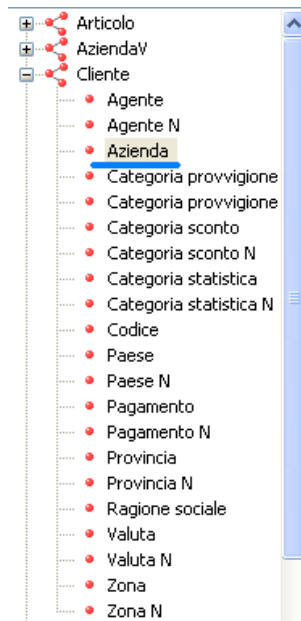 Articolo
AziendaV
Cliente
Agente
Agente N
Azienda
Categoria provvigione
Categoria provvigione
Categoria sconto
Categoria sconto N
Categoria statistica
Categoria statistica N
Codice
Paese
Paese N
Pagamento
Pagamento N
Provincia
Provincia N
Ragione sociale
Valuta
Valuta N
Zona
Zona N